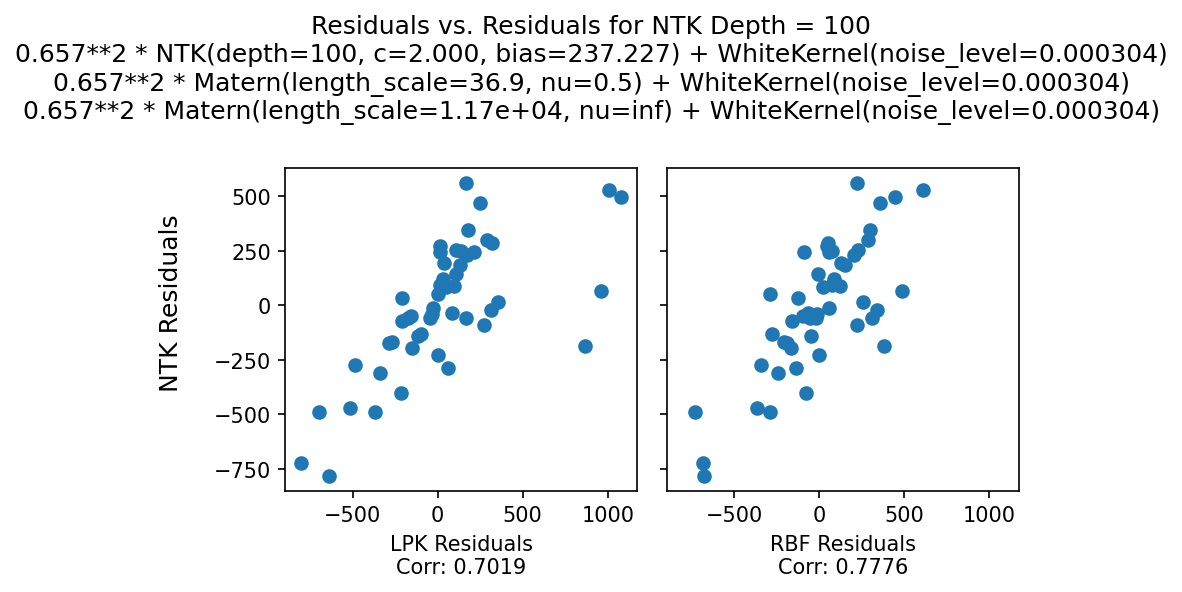 Residuals vs. Residuals for NTK Depth = 100
0.657**2 * NTK(depth=100, c=2.000, bias=237.227) + WhiteKernel(noise_level=0.000304)
0.657**2 * Matern(length_scale=36.9, nu=0.5) + WhiteKernel(noise_level=0.000304)
0.657**2 * Matern(length_scale=1.17e+04, nu=inf) + WhiteKernel(noise_level=0.000304)
NTK Residuals
500
250
0
−250
−500
−750
−500 0 500 1000
LPK Residuals
Corr: 0.7019
−500 0 500 1000
RBF Residuals
Corr: 0.7776